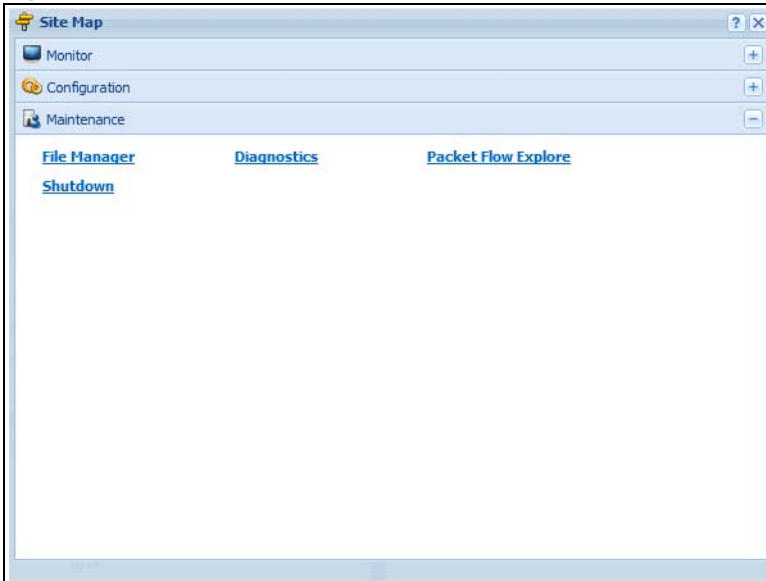 Site Map
Monitor
Configuration
Maintenance
File Manager Diagnostics Packet Flow Explore
Shutdown